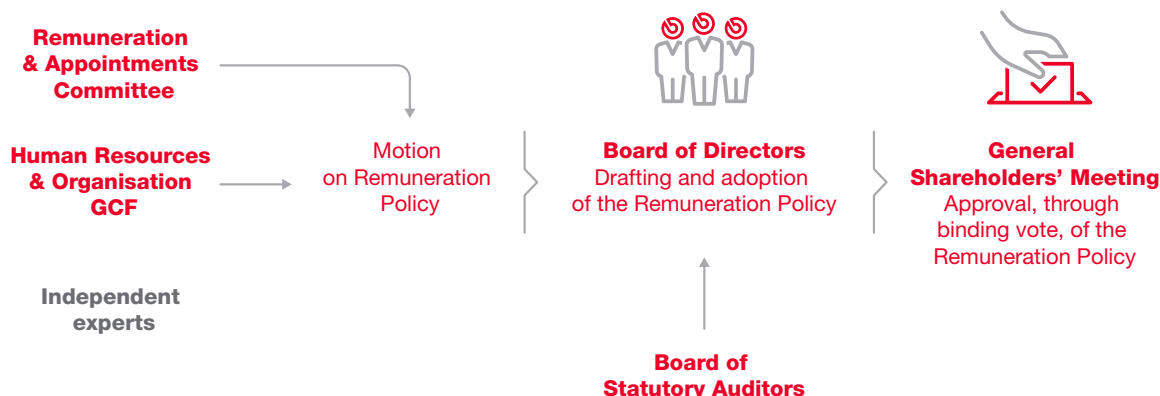 Remuneration
& Appointments
Committee
Human Resources
& Organisation
GCF
Independent
experts
Motion
on Remuneration
Policy
Board of Directors
Drafting and adoption
of the Remuneration Policy
Board of
Statutory Auditors
General
Shareholders’ Meeting
Approval, through
binding vote, of the
Remuneration Policy